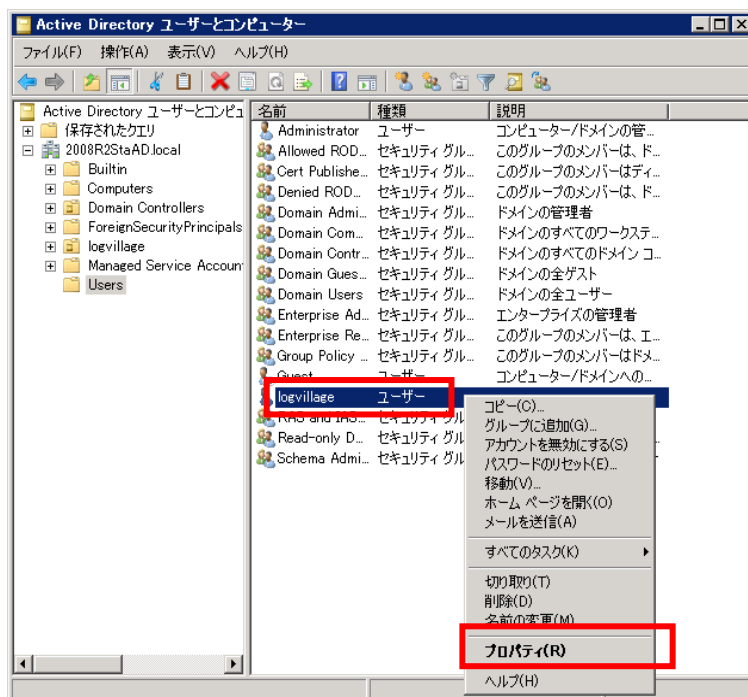 Active Directory ユーザーとコンピューター
ファイル(F) 操作(A) 表示(V) ヘルプ(H)
Active Directory ユーザーとコンピュ
保存されたクエリ
2008R2StaAD.local
Builtin
Computers
Domain Controllers
ForeignSecurityPrincipals
logvillage
Managed Service Accoun
Users
名前 種類 説明
Administrator ユーザー コンピューター/ドメインの管...
Allowed ROD... セキュリティ グル... このグループのメンバーは、ド...
Cert Publishe... セキュリティ グル... このグループのメンバーはディ...
Denied ROD... セキュリティ グル... このグループのメンバーは、ド...
Domain Admi... セキュリティ グル... ドメインの管理者
Domain Com... セキュリティ グル... ドメインのすべてのワークステ...
Domain Contr... セキュリティ グル... ドメインのすべてのドメイン コ...
Domain Gues... セキュリティ グル... ドメインの全ゲスト
Domain Users セキュリティ グル... ドメインの全ユーザー
Enterprise Ad... セキュリティ グル... エンタープライズの管理者
Enterprise Re... セキュリティ グル... このグループのメンバーは、エ...
Group Policy ... セキュリティ グル... このグループのメンバーはドメ...
Guest ユーザー コンピューター/ドメインへの...
logvillage ユーザー
RAS and IAS... セキュリティ グル
Read-only D... セキュリティ グル
Schema Admi... セキュリティ グル
コピー(C)...
グループに追加(G)...
アカウントを無効にする(S)
パスワードのリセット(E)...
移動(V)...
ホーム ページを開く(O)
メールを送信(A)
すべてのタスク(K)
切り取り(T)
削除(D)
名前の変更(M)
プロパティ(R)
ヘルプ(H)